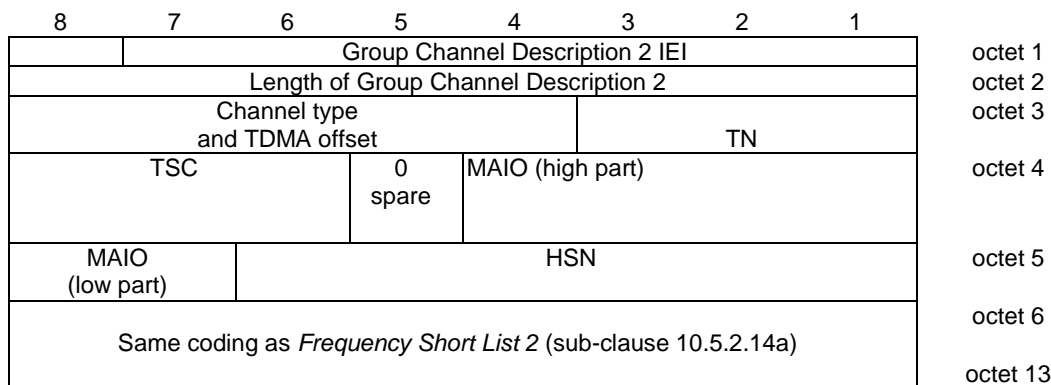 8 7 6 5 4 3 2 1
Group Channel Description 2 IEI octet 1
Length of Group Channel Description 2 octet 2
Channel type octet 3
and TDMA offset TN
TSC 0 MAIO (high part) octet 4
spare
MAIO HSN octet 5
(low part)
octet 6
Same coding as Frequency Short List 2 (sub-clause 10.5.2.14a)
octet 13